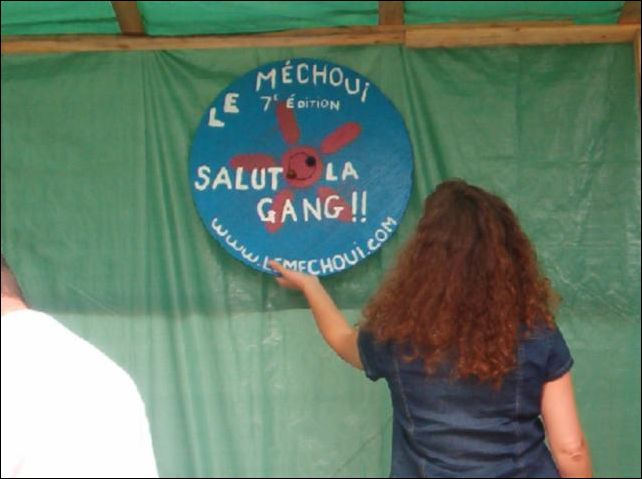 LE MÉCHOUI
7E ÉDITION
SALUT LA
GANG!!
www.LEMECHOUI.COM